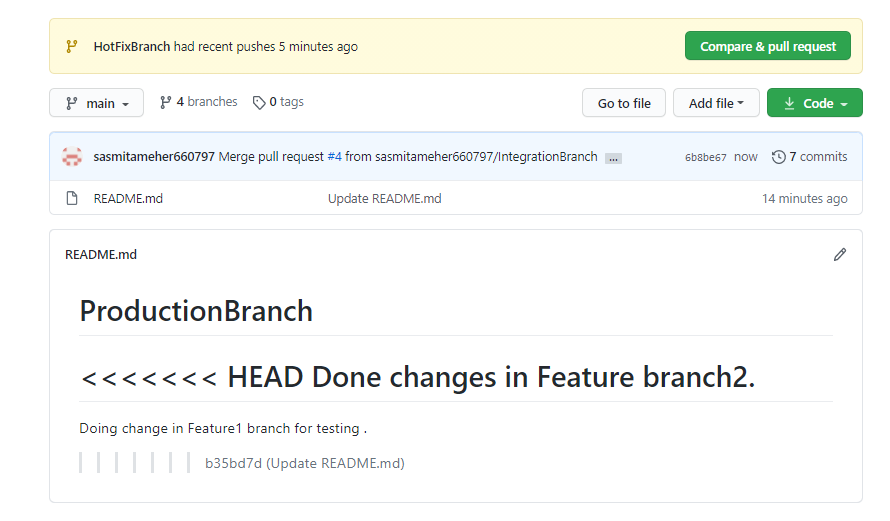 HotFixBranch had recent pushes 5 minutes ago
Compare & pull request
main
4 branches
0 tags
Go to file
Add file
Code
sasmitameher660797 Merge pull request #4 from sasmitameher660797/IntegrationBranch ...
6b8be67 now
7 commits
README.md
Update README.md
14 minutes ago
README.md
ProductionBranch
<<<<<<< HEAD Done changes in Feature branch2.
Doing change in Feature1 branch for testing .
b35bd7d (Update README.md)